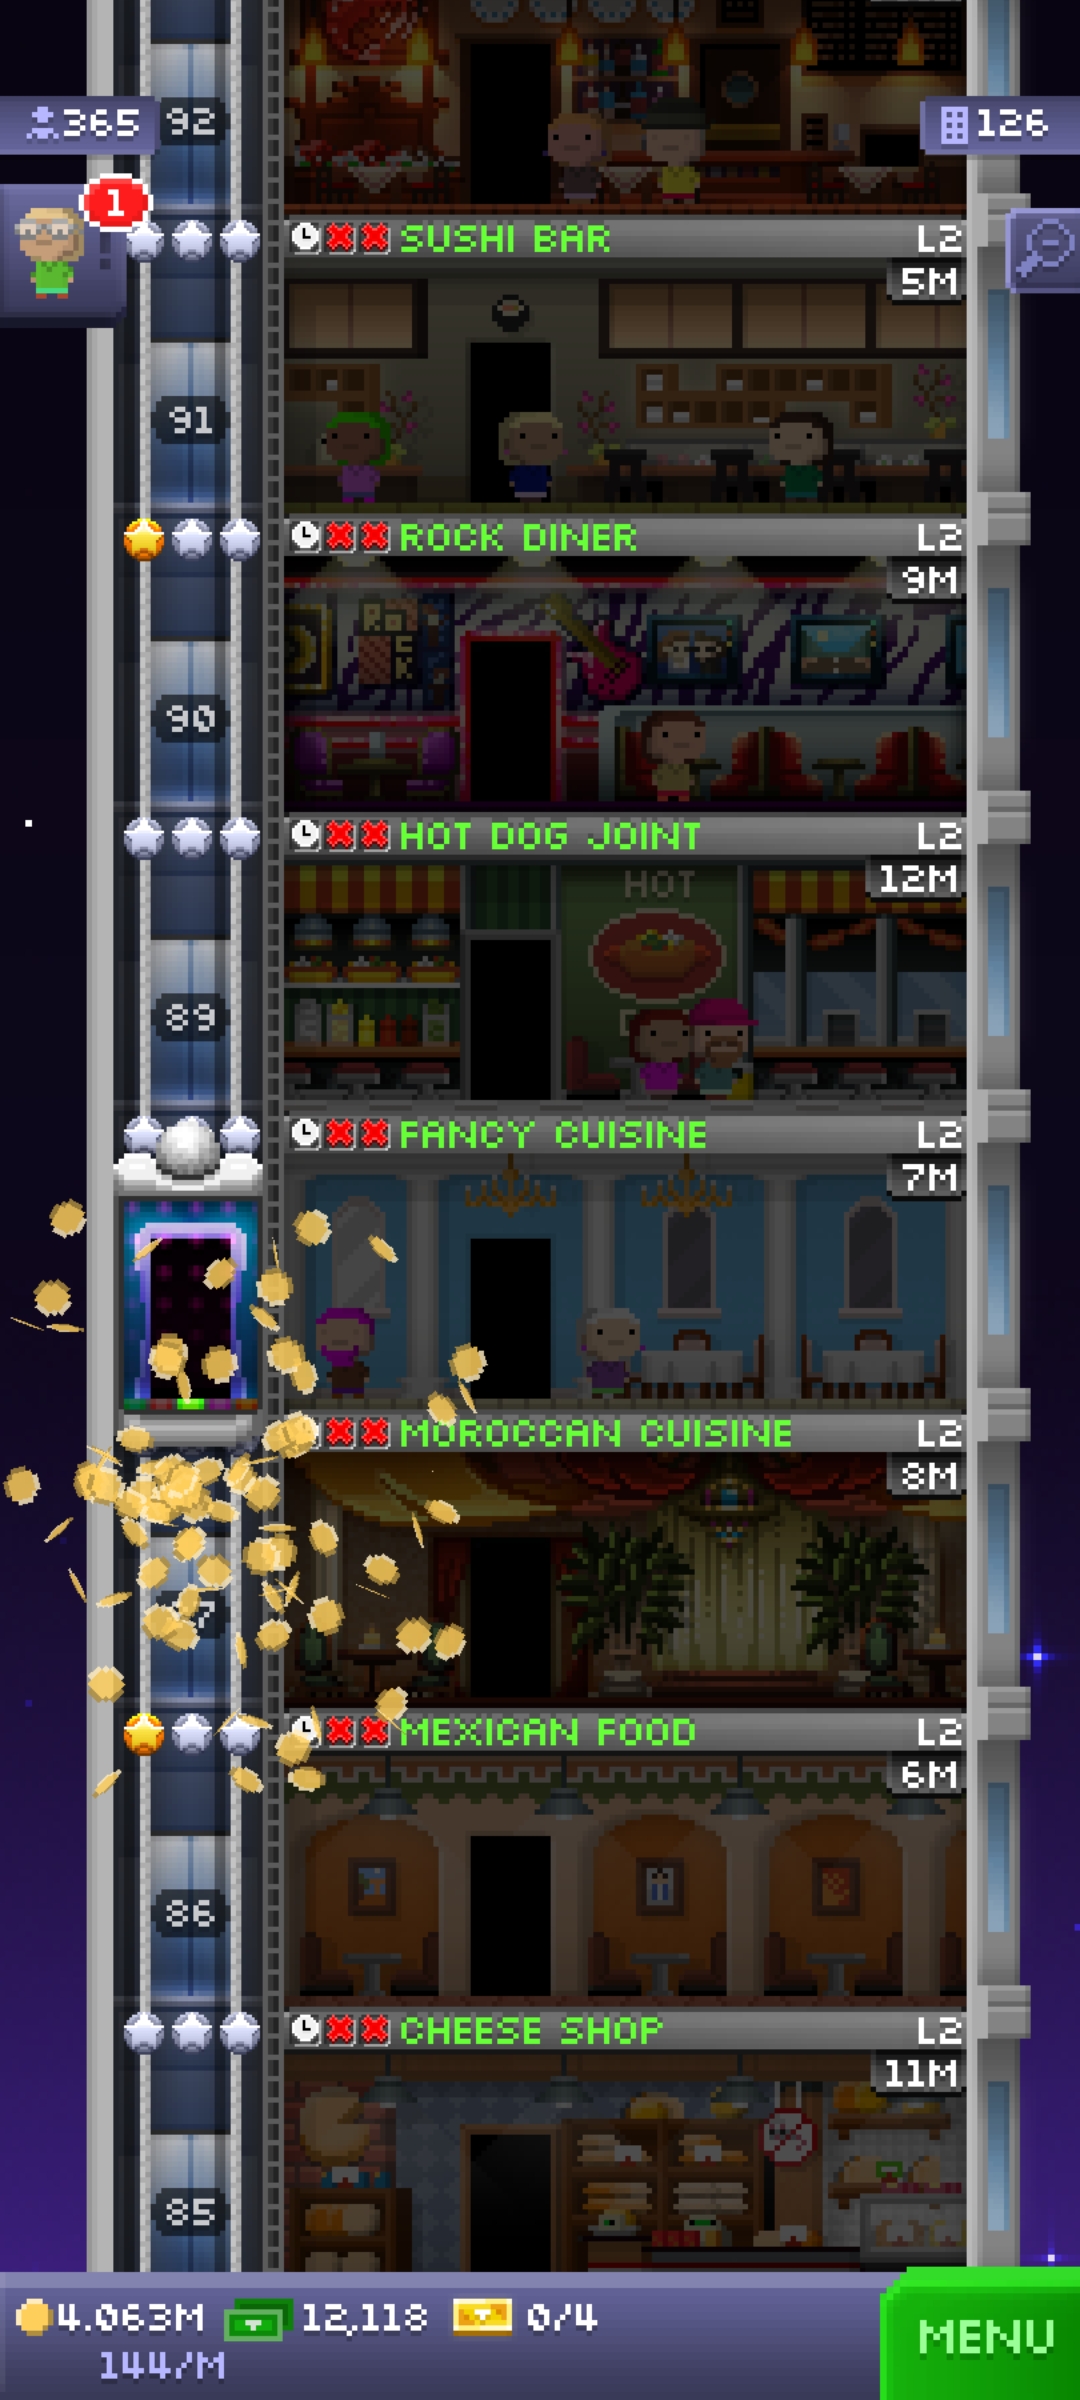 92
365
126
1
SUSHI BAR L2
5M
91
ROCK DINER L2
9M
ROCK
90
HOT DOG JOINT L2
12M
HOT
89
FANCY CUISINE L2
7M
MOROCCAN CUISINE L2
8M
7
MEXICAN FOOD L2
6M
86
CHEESE SHOP L2
11M
85
4.063M 12,118 0/4
144/M
MENU